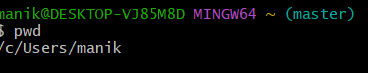 manik@DESKTOP-VJ85M8D MINGW64 ~ (master)
$ pwd
/c/Users/manik